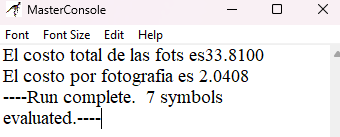 MasterConsole
Font Font Size Edit Help
El costo total de las fots es33.8100
El costo por fotografia es 2.0408
----Run complete. 7 symbols
evaluated.----